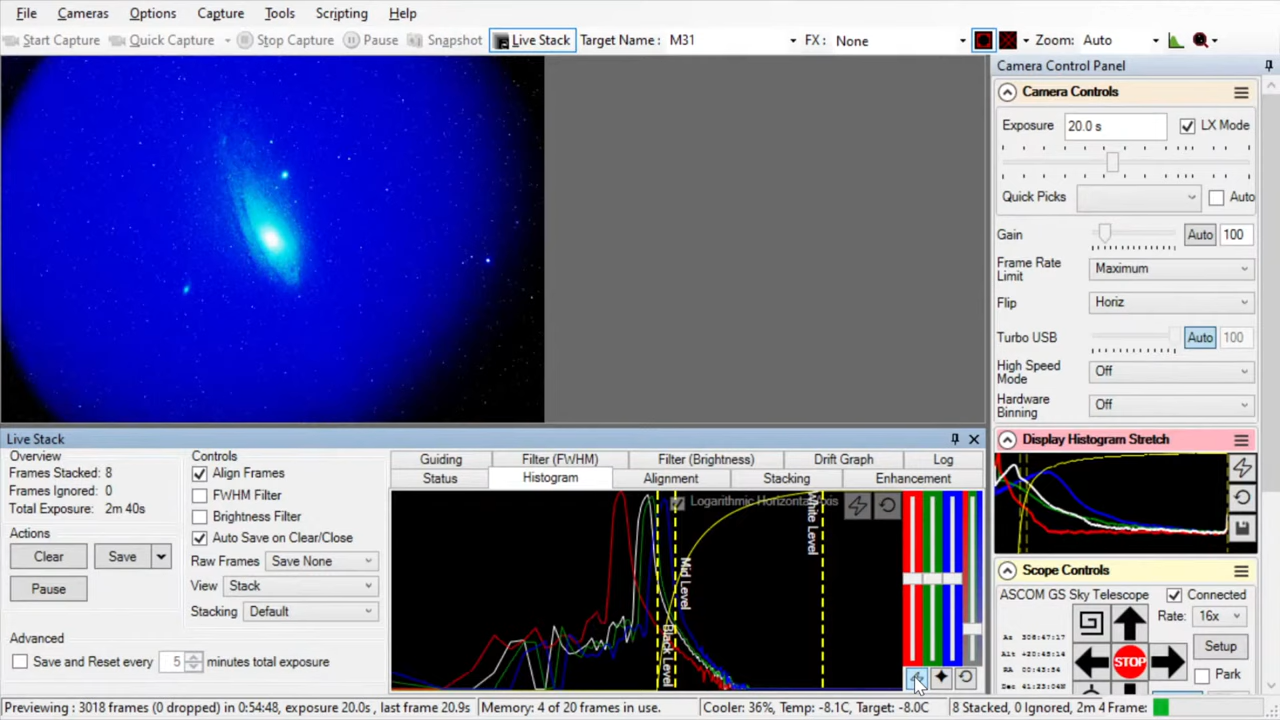 File Cameras Options Capture Tools Scripting Help
Start Capture Quick Capture Stop Capture Pause Snapshot Live Stack Target Name : M31 FX : None Zoom: Auto
Camera Control Panel
Camera Controls
Exposure 20.0 s LX Mode
Quick Picks Auto
Gain Auto 100
Frame Rate Limit Maximum
Flip Horiz
Turbo USB Auto 100
High Speed Mode Off
Hardware Binning Off
Display Histogram Stretch
Scope Controls
ASCOM GS Sky Telescope Connected
Rate: 16x
Setup
STOP
Park
Live Stack
Overview
Frames Stacked: 8
Frames Ignored: 0
Total Exposure: 2m 40s
Actions
Clear Save
Pause
Controls
Align Frames
FWHM Filter
Brightness Filter
Auto Save on Clear/Close
Raw Frames Save None
View Stack
Stacking Default
Advanced
Save and Reset every 5 minutes total exposure
Guiding Filter (FWHM) Filter (Brightness) Drift Graph Log
Status Histogram Alignment Stacking Enhancement
Logarithmic Horizontal Axis
Black Level
Mid Level
White Level
Previewing : 3018 frames (0 dropped) in 0:54:48, exposure 20.0s , last frame 20.9s Memory: 4 of 20 frames in use. Cooler: 36%, Temp: -8.1C, Target: -8.0C 8 Stacked, 0 Ignored, 2m 4 Frame: